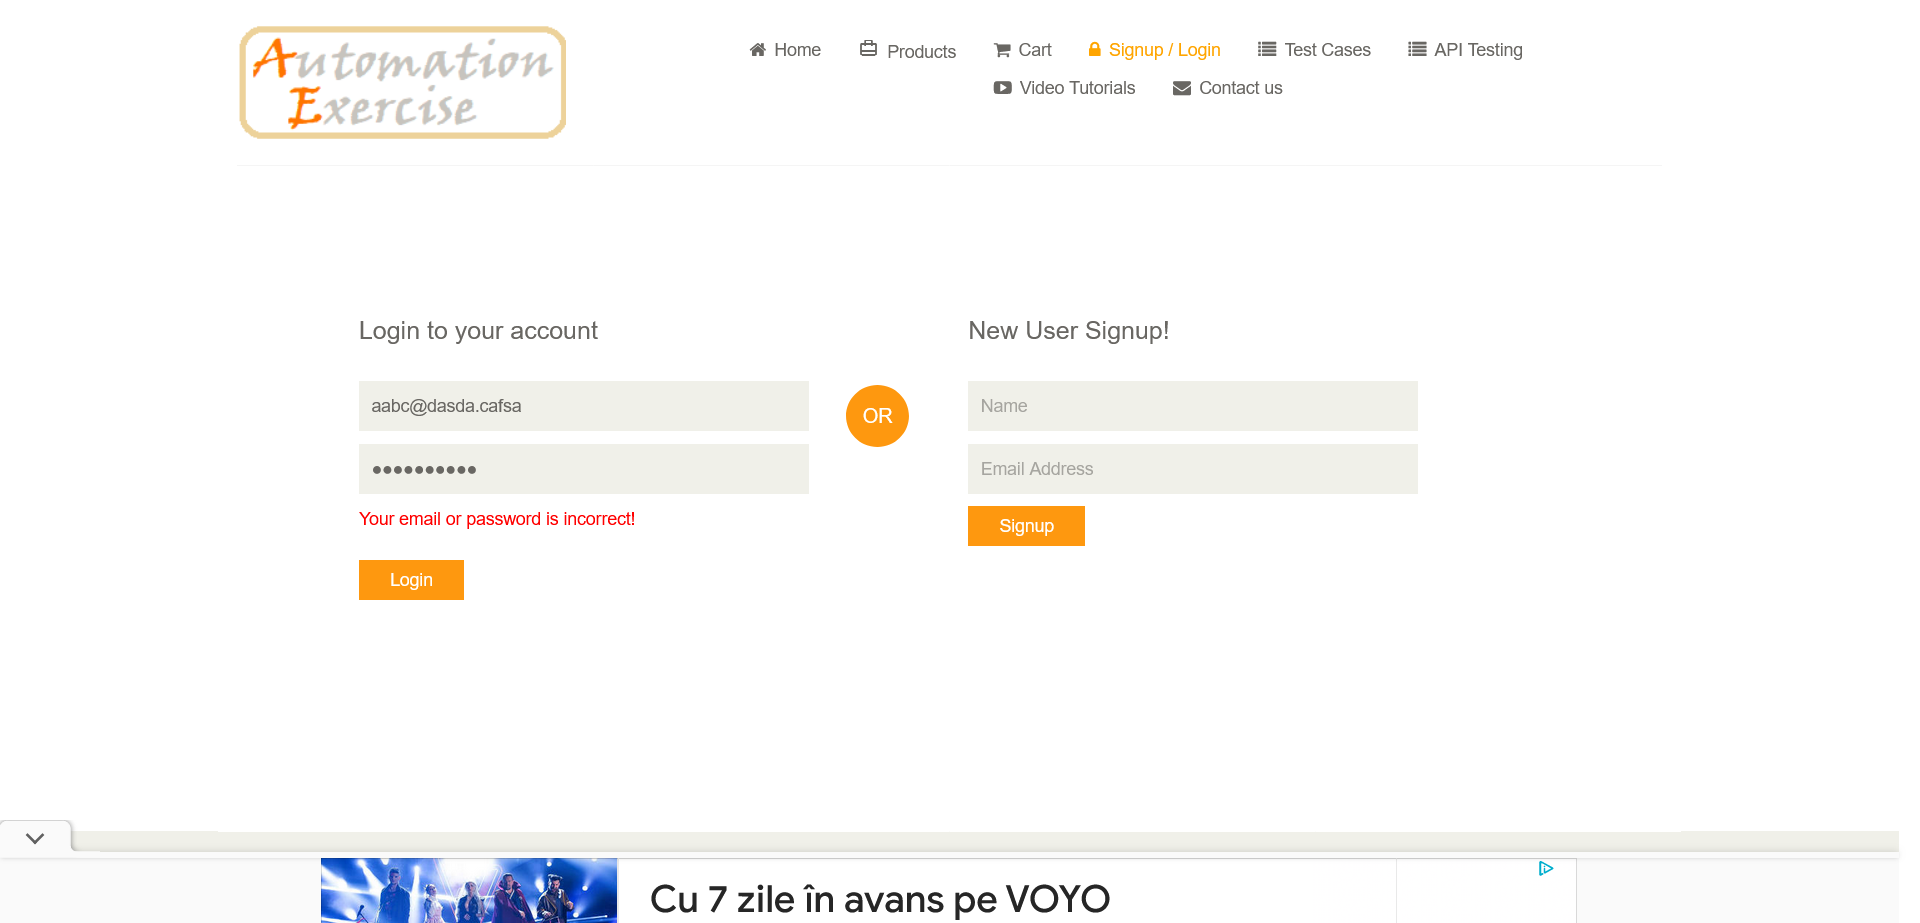 Automation
Exercise
Home
Products
Cart
Signup / Login
Test Cases
API Testing
Video Tutorials
Contact us
Login to your account
New User Signup!
aabc@dasda.cafsa
OR
Name
••••••••••
Email Address
Your email or password is incorrect!
Signup
Login
Cu 7 zile în avans pe VOYO